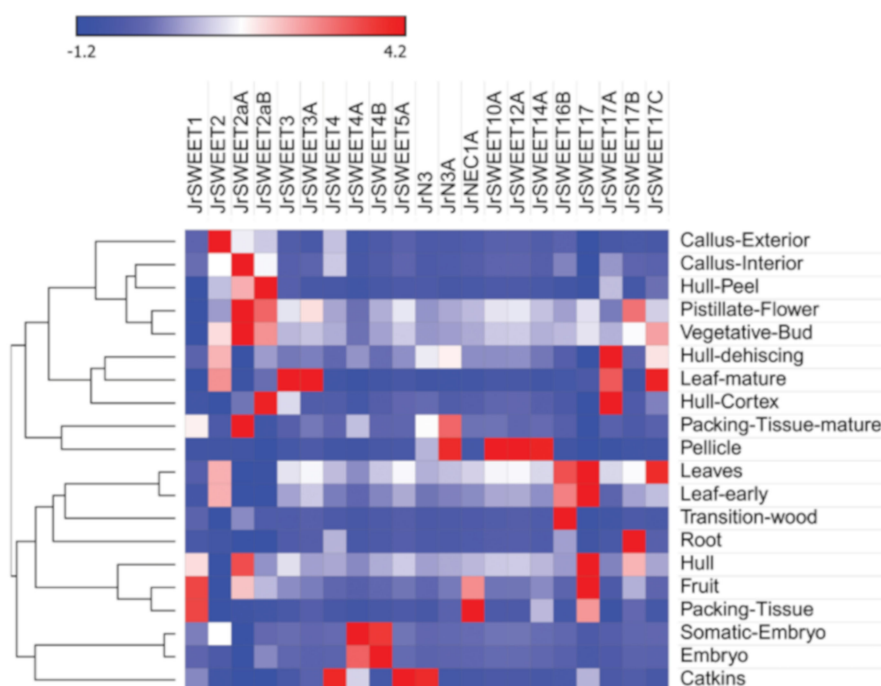 -1.2 4.2
JrSWEET1
JrSWEET2
JrSWEET2aA
JrSWEET2aB
JrSWEET3
JrSWEET3A
JrSWEET4
JrSWEET4A
JrSWEET4B
JrSWEET5A
JrN3
JrN3A
JrNEC1A
JrSWEET10A
JrSWEET12A
JrSWEET14A
JrSWEET16B
JrSWEET17
JrSWEET17A
JrSWEET17B
JrSWEET17C
Callus-Exterior
Callus-Interior
Hull-Peel
Pistillate-Flower
Vegetative-Bud
Hull-dehiscing
Leaf-mature
Hull-Cortex
Packing-Tissue-mature
Pellicle
Leaves
Leaf-early
Transition-wood
Root
Hull
Fruit
Packing-Tissue
Somatic-Embryo
Embryo
Catkins